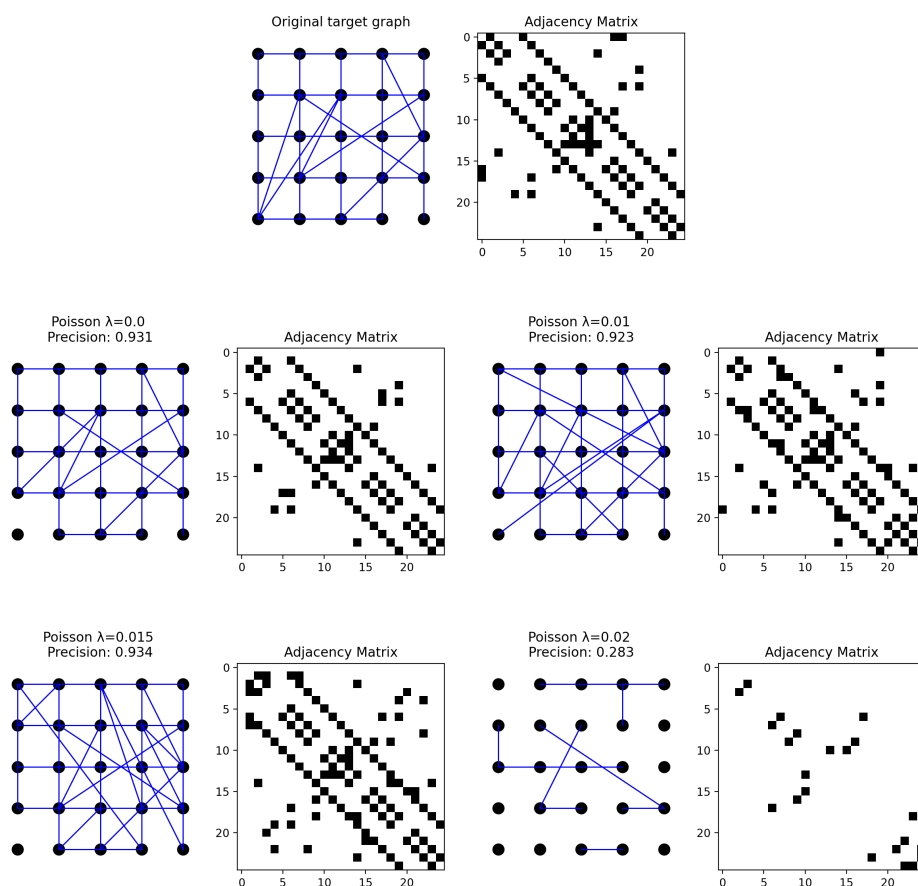 Original target graph
Adjacency Matrix
0
5
10
15
20
0 5 10 15 20
Poisson λ=0.0
Precision: 0.931
Adjacency Matrix
0
5
10
15
20
0 5 10 15 20
Poisson λ=0.01
Precision: 0.923
Adjacency Matrix
0
5
10
15
20
0 5 10 15 20
Poisson λ=0.015
Precision: 0.934
Adjacency Matrix
0
5
10
15
20
0 5 10 15 20
Poisson λ=0.02
Precision: 0.283
Adjacency Matrix
0
5
10
15
20
0 5 10 15 20